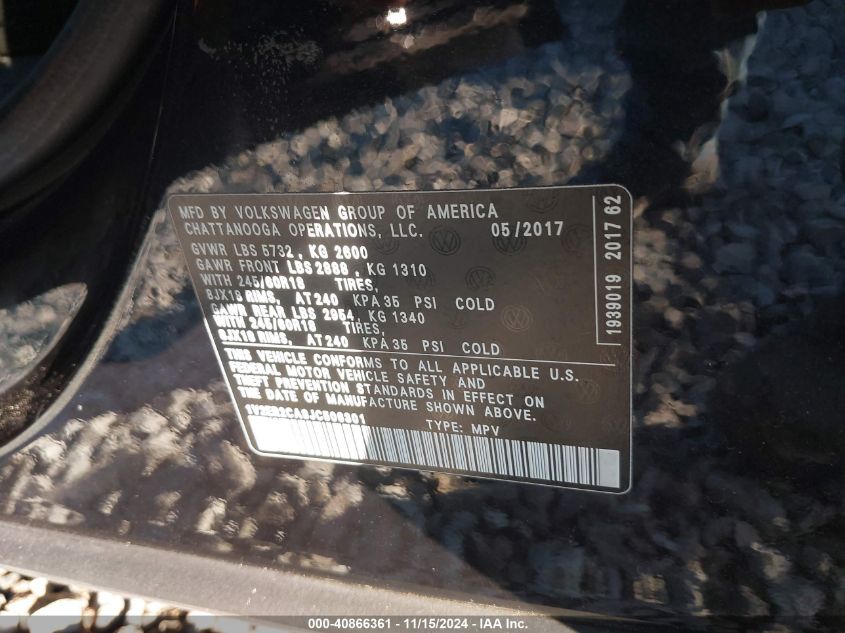 MFD BY VOLKSWAGEN GROUP OF AMERICA
CHATTANOOGA OPERATIONS, LLC. 05/2017
GVWR LBS 5732 , KG 2600
GAWR FRONT LBS 2888 , KG 1310
WITH 245/60R18 TIRES,
8JX18 RIMS, AT 240 KPA 35 PSI COLD
GAWR REAR LBS 2954, KG 1340
WITH 245/60R18 TIRES,
8JX18 RIMS, AT 240 KPA 35 PSI COLD
THIS VEHICLE CONFORMS TO ALL APPLICABLE U.S.
FEDERAL MOTOR VEHICLE SAFETY AND
THEFT PREVENTION STANDARDS IN EFFECT ON
THE DATE OF MANUFACTURE SHOWN ABOVE.
TYPE: MPV
1939019 2017 62
000-40866361 - 11/15/2024 - IAA Inc.